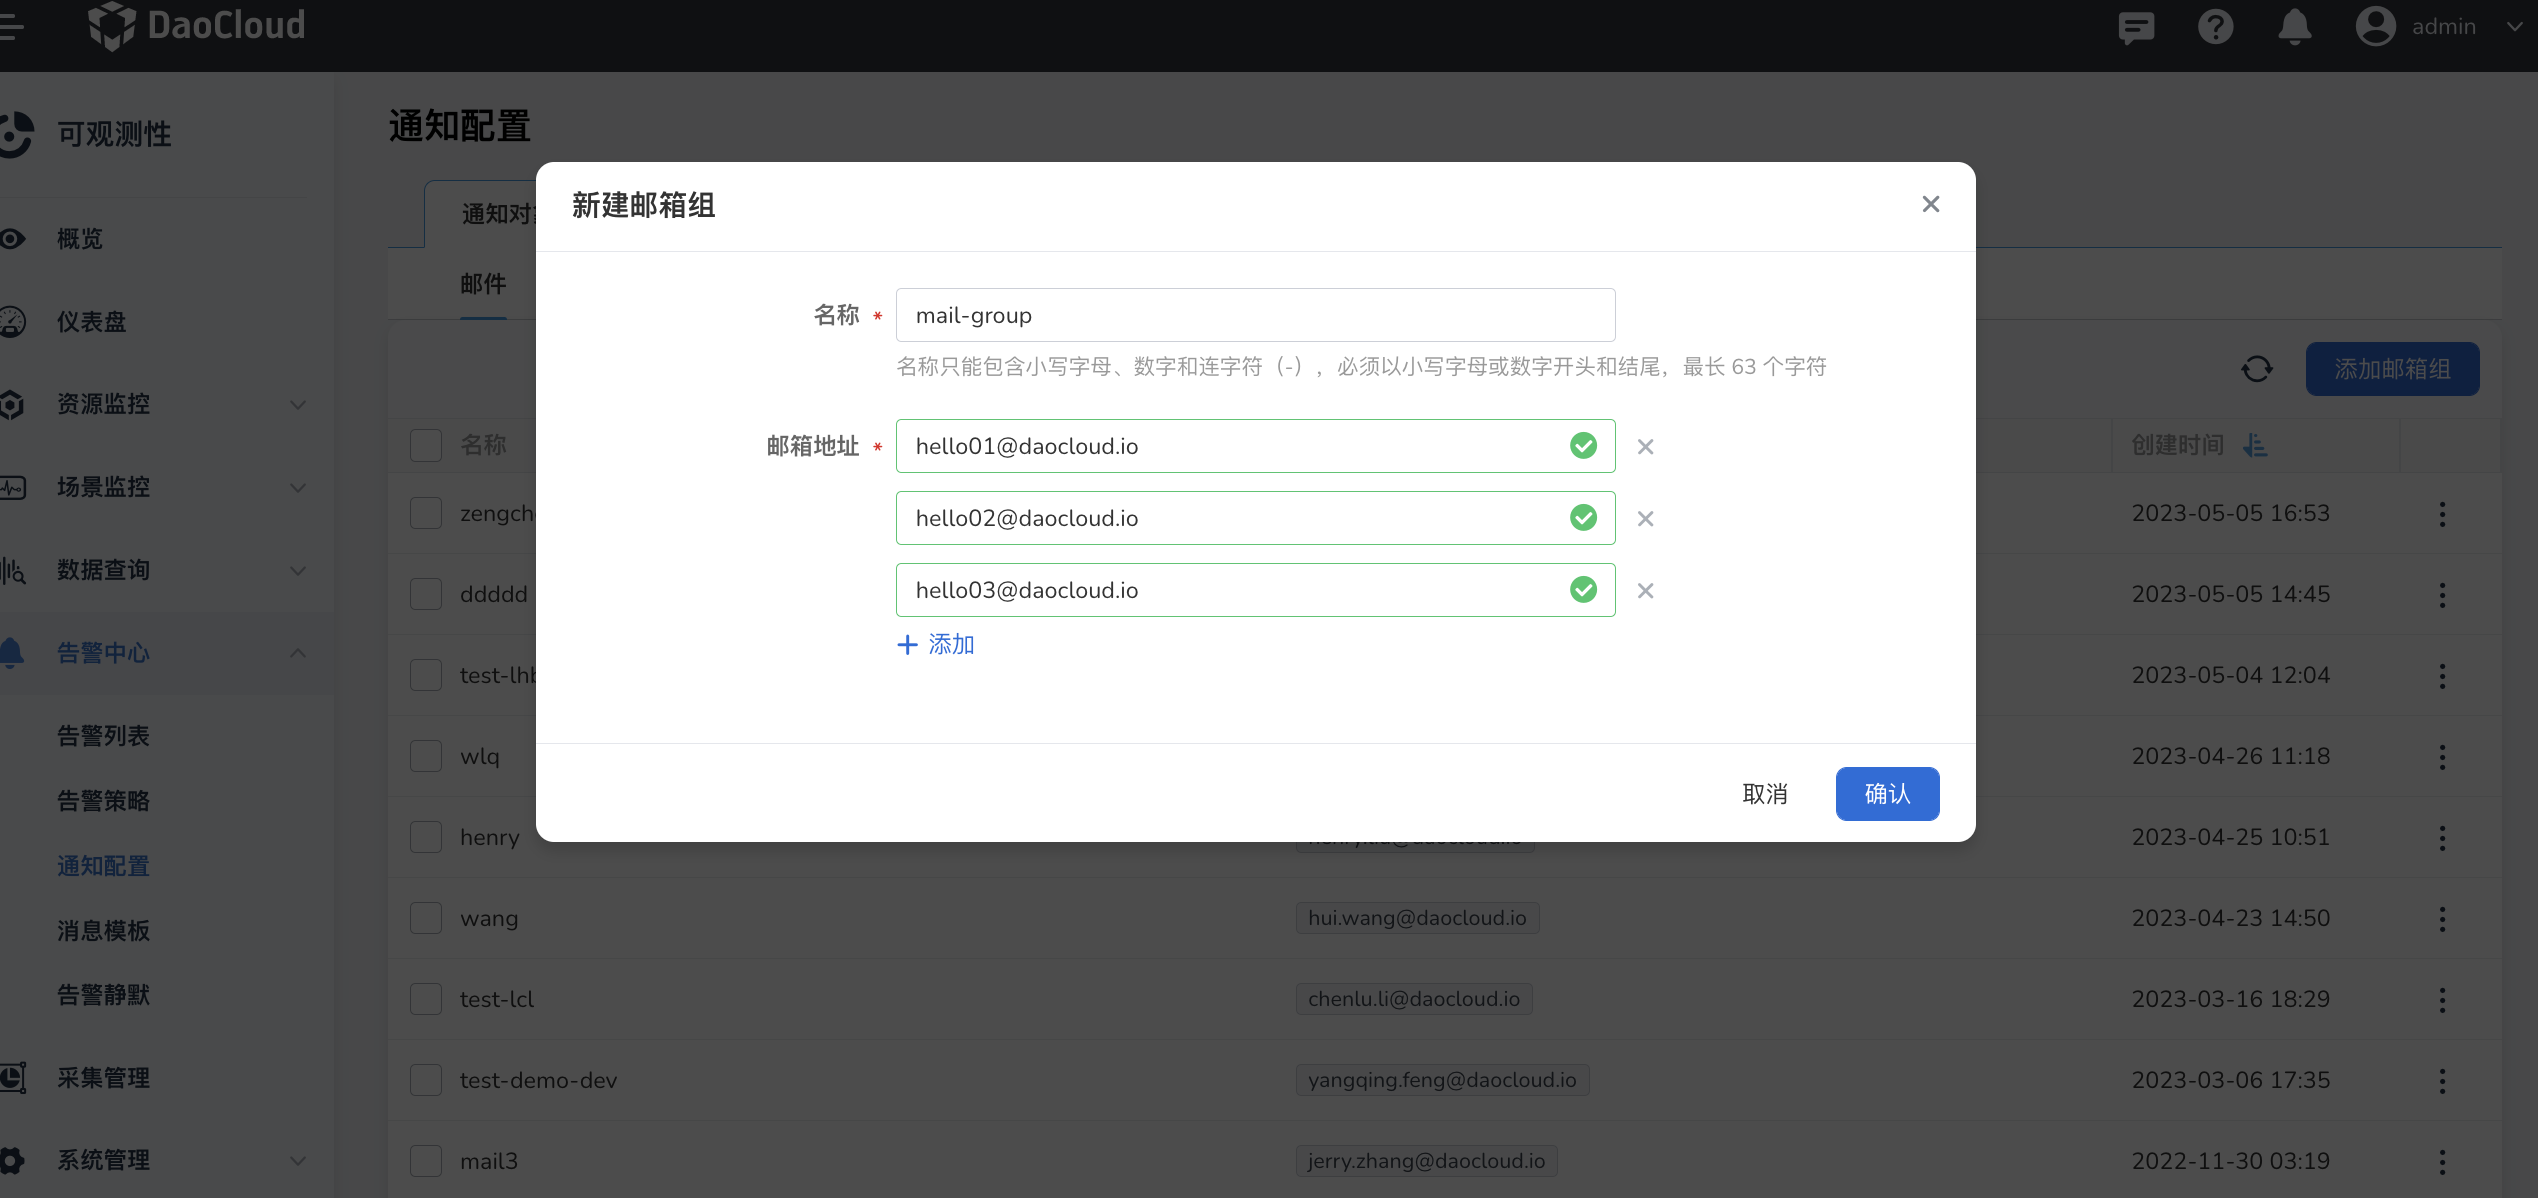 DaoCloud
admin
可观测性
概览
仪表盘
资源监控
场景监控
数据查询
告警中心
告警列表
告警策略
通知配置
消息模板
告警静默
采集管理
系统管理
通知配置
通知对
邮件
添加邮箱组
名称
创建时间
zengch
2023-05-05 16:53
ddddd
2023-05-05 14:45
test-lhb
2023-05-04 12:04
wlq
2023-04-26 11:18
henry
2023-04-25 10:51
wang
hui.wang@daocloud.io
2023-04-23 14:50
test-lcl
chenlu.li@daocloud.io
2023-03-16 18:29
test-demo-dev
yangqing.feng@daocloud.io
2023-03-06 17:35
mail3
jerry.zhang@daocloud.io
2022-11-30 03:19
新建邮箱组
名称 *
mail-group
名称只能包含小写字母、数字和连字符（-），必须以小写字母或数字开头和结尾，最长 63 个字符
邮箱地址 *
hello01@daocloud.io
hello02@daocloud.io
hello03@daocloud.io
+ 添加
取消
确认